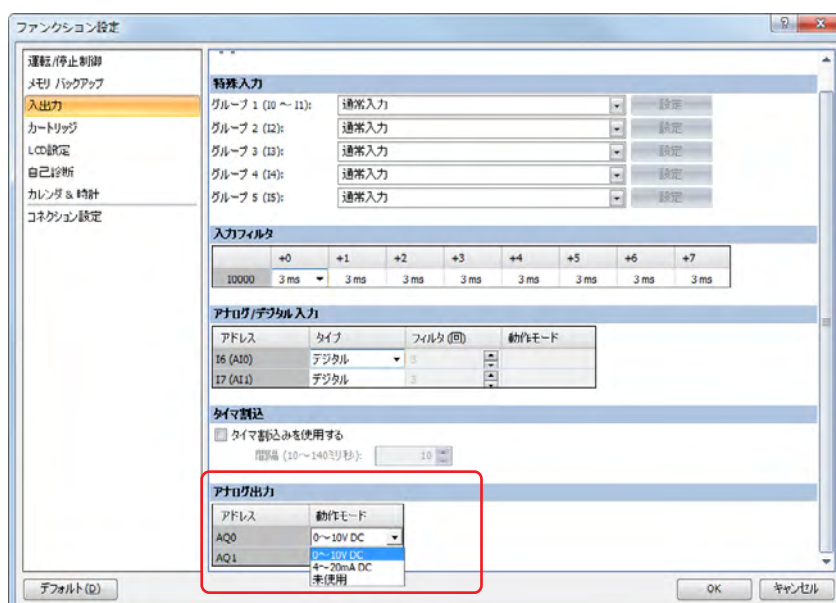 ファンクション設定
運転/停止制御
メモリ バックアップ
入出力
カートリッジ
LCD設定
自己診断
カレンダ & 時計
コネクション設定
特殊入力
グループ 1 (I0 ～ I1): 通常入力 設定
グループ 2 (I2): 通常入力 設定
グループ 3 (I3): 通常入力 設定
グループ 4 (I4): 通常入力 設定
グループ 5 (I5): 通常入力 設定
入力フィルタ
+0 +1 +2 +3 +4 +5 +6 +7
I0000 3 ms 3 ms 3 ms 3 ms 3 ms 3 ms 3 ms 3 ms
アナログ/デジタル入力
アドレス タイプ フィルタ (回) 動作モード
I6 (AI0) デジタル 3
I7 (AI1) デジタル 3
タイマ割込
タイマ割込みを使用する
間隔 (10～140ミリ秒): 10
アナログ出力
アドレス 動作モード
AQ0 0～10V DC
AQ1 0～10V DC
4～20mA DC
未使用
デフォルト(D) OK キャンセル